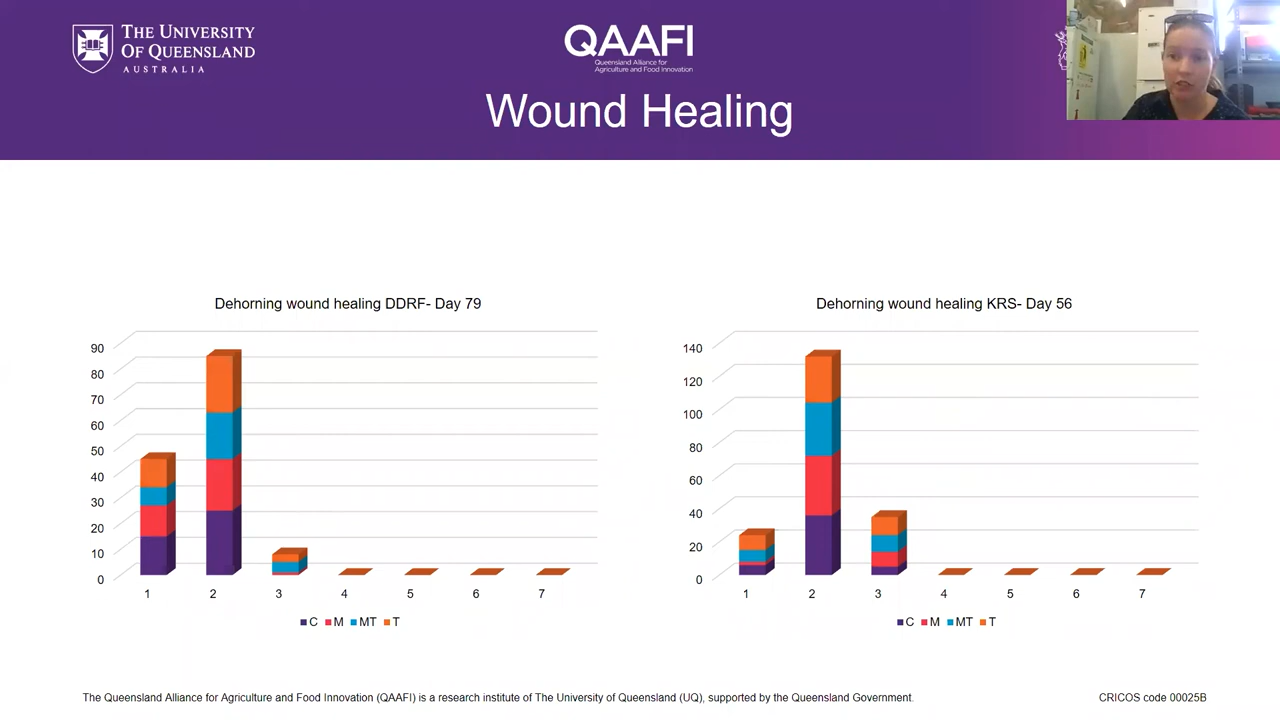 THE UNIVERSITY
OF QUEENSLAND
AUSTRALIA
QAAFI
Queensland Alliance for
Agriculture and Food Innovation
Wound Healing
Dehorning wound healing DDRF- Day 79
90
80
70
60
50
40
30
20
10
0
1 2 3 4 5 6 7
C M MT T
Dehorning wound healing KRS- Day 56
140
120
100
80
60
40
20
0
1 2 3 4 5 6 7
C M MT T
The Queensland Alliance for Agriculture and Food Innovation (QAAFI) is a research institute of The University of Queensland (UQ), supported by the Queensland Government.
CRICOS code 00025B